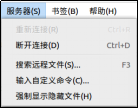 服务器(S) 书签(B) 帮助(H)
重新连接(R) Ctrl+R
断开连接(D) Ctrl+D
搜索远程文件(S)... F3
输入自定义命令(C)...
强制显示隐藏文件(H)